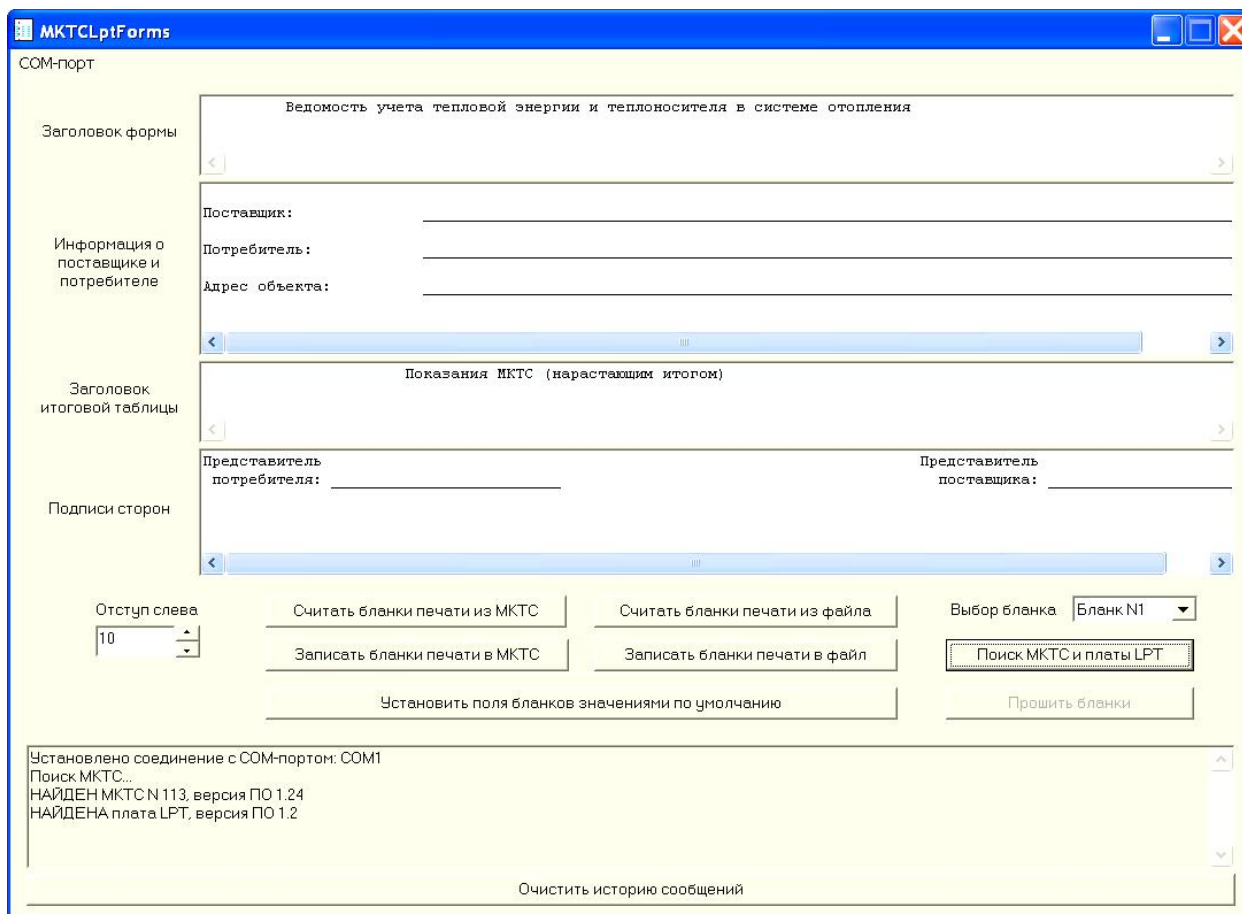 MKTCLptForms
COM-порт
Заголовок формы
Ведомость учета тепловой энергии и теплоносителя в системе отопления
Информация о
поставщике и
потребителе
Поставщик:
Потребитель:
Адрес объекта:
Заголовок
итоговой таблицы
Показания МКТС (нарастающим итогом)
Подписи сторон
Представитель Представитель
потребителя: поставщика:
Отступ слева
10
Считать бланки печати из МКТС
Считать бланки печати из файла
Выбор бланка Бланк N1
Записать бланки печати в МКТС
Записать бланки печати в файл
Поиск МКТС и платы LPT
Установить поля бланков значениями по умолчанию
Прошить бланки
Установлено соединение с COM-портом: COM1
Поиск МКТС...
НАЙДЕН МКТС N 113, версия ПО 1.24
НАЙДЕНА плата LPT, версия ПО 1.2
Очистить историю сообщений